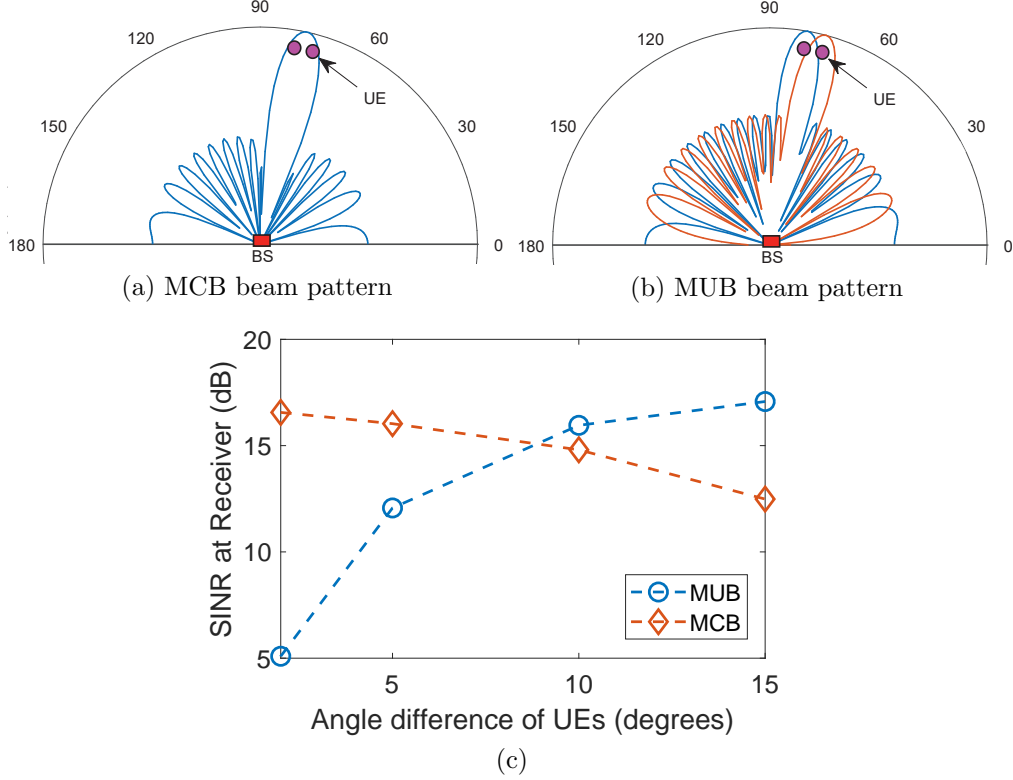 90
120
60
UE
150
30
180
BS
0
(a) MCB beam pattern
90
120
60
UE
150
30
180
BS
0
(b) MUB beam pattern
20
15
10
5
SINR at Receiver (dB)
MUB
MCB
5
10
15
Angle difference of UEs (degrees)
(c)